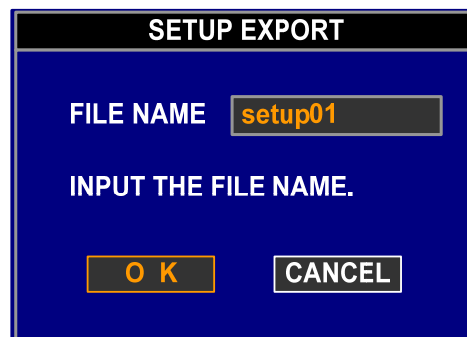 SETUP EXPORT
FILE NAME setup01
INPUT THE FILE NAME.
O K CANCEL